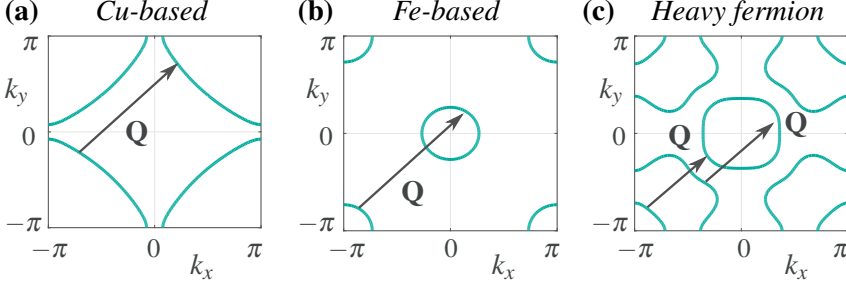 (a) Cu-based (b) Fe-based (c) Heavy fermion
π π π
k_y k_y k_y
0 0 0
Q Q Q Q
−π −π −π
−π 0 π −π 0 π −π 0 π
k_x k_x k_x